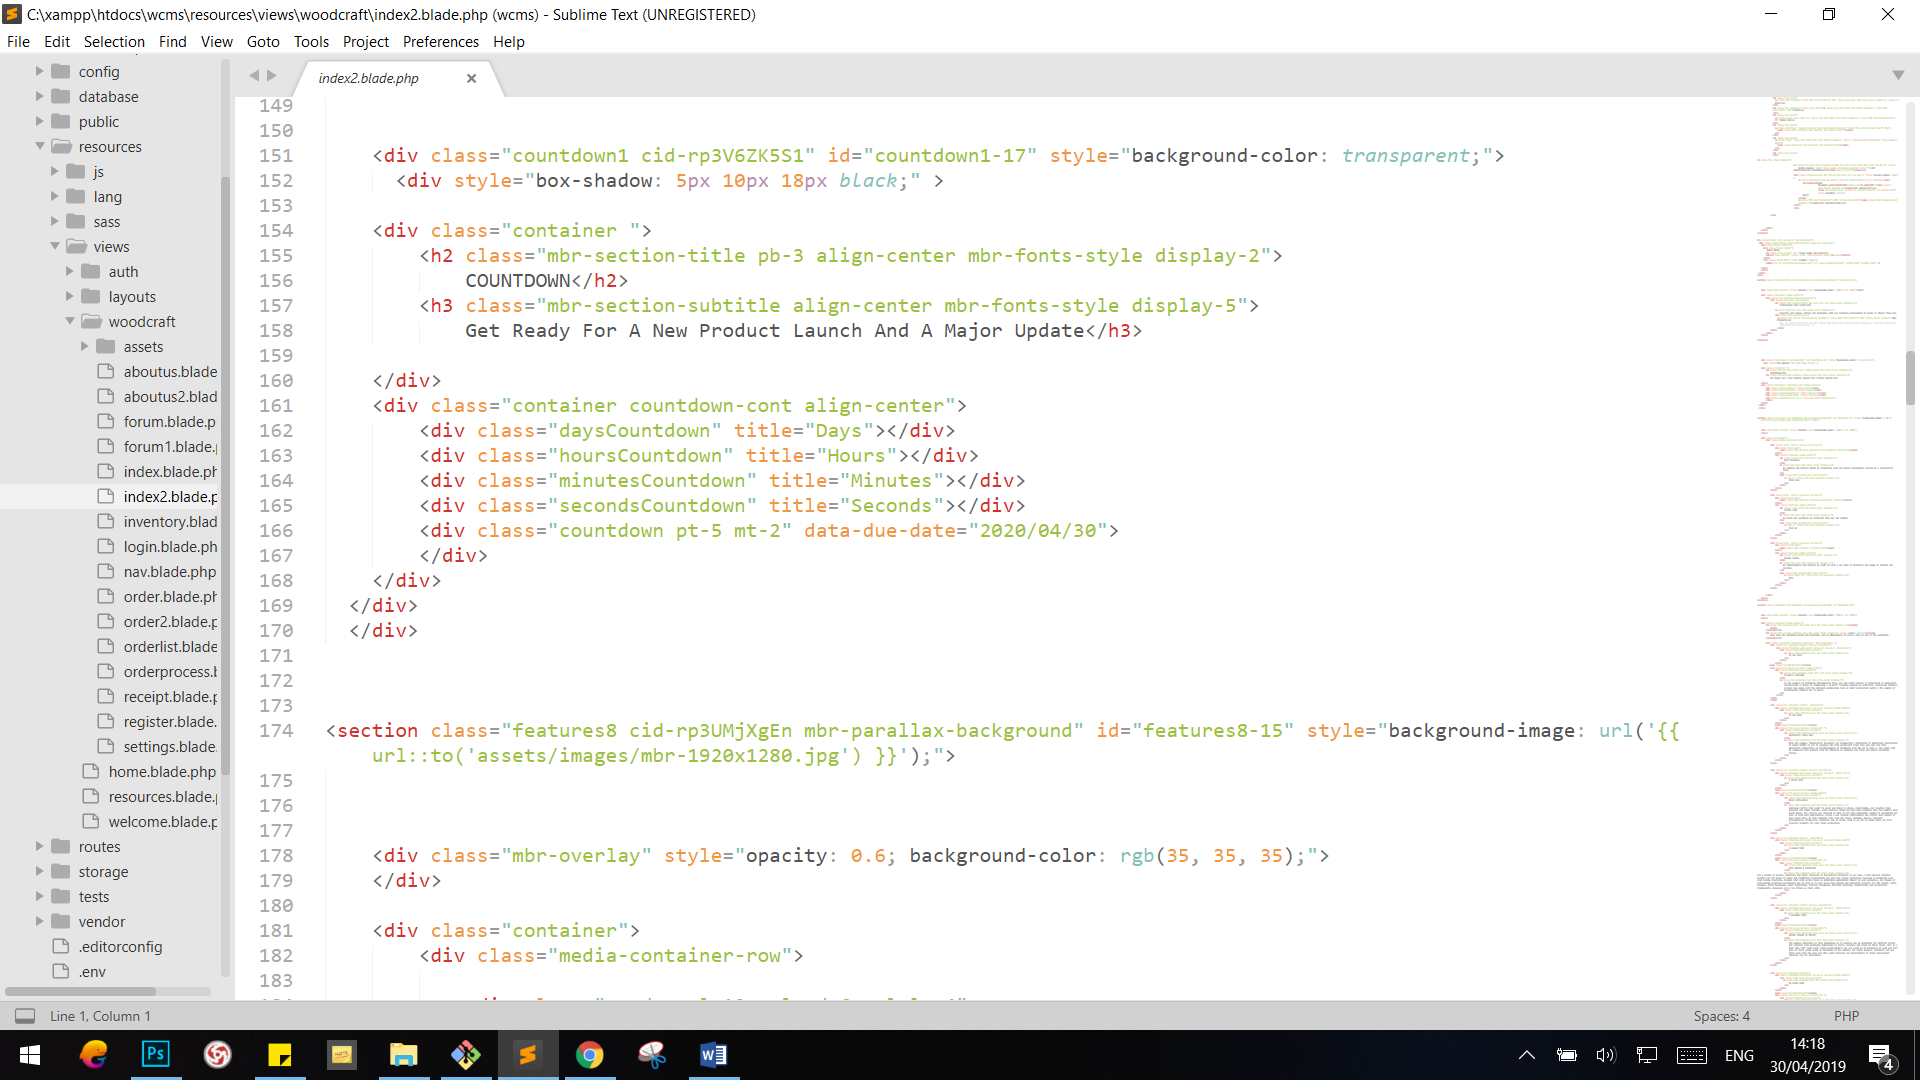 C:\xampp\htdocs\wcms\resources\views\woodcraft\index2.blade.php (wcms) - Sublime Text (UNREGISTERED)
File Edit Selection Find View Goto Tools Project Preferences Help
config
database
public
resources
js
lang
sass
views
auth
layouts
woodcraft
assets
aboutus.blade
aboutus2.blad
forum.blade.p
forum1.blade.
index.blade.ph
index2.blade.p
inventory.blad
login.blade.ph
nav.blade.php
order.blade.ph
order2.blade.p
orderlist.blade
orderprocess.b
receipt.blade.p
register.blade.
settings.blade.
home.blade.php
resources.blade.p
welcome.blade.p
routes
storage
tests
vendor
.editorconfig
.env
index2.blade.php
149
150
151 <div class="countdown1 cid-rp3V6ZK5S1" id="countdown1-17" style="background-color: transparent;">
152 <div style="box-shadow: 5px 10px 18px black;" >
153
154 <div class="container ">
155 <h2 class="mbr-section-title pb-3 align-center mbr-fonts-style display-2">
156 COUNTDOWN</h2>
157 <h3 class="mbr-section-subtitle align-center mbr-fonts-style display-5">
158 Get Ready For A New Product Launch And A Major Update</h3>
159
160 </div>
161 <div class="container countdown-cont align-center">
162 <div class="daysCountdown" title="Days"></div>
163 <div class="hoursCountdown" title="Hours"></div>
164 <div class="minutesCountdown" title="Minutes"></div>
165 <div class="secondsCountdown" title="Seconds"></div>
166 <div class="countdown pt-5 mt-2" data-due-date="2020/04/30">
167 </div>
168 </div>
169 </div>
170 </div>
171
172
173
174 <section class="features8 cid-rp3UMjXgEn mbr-parallax-background" id="features8-15" style="background-image: url('{{
url::to('assets/images/mbr-1920x1280.jpg') }}');">
175
176
177
178 <div class="mbr-overlay" style="opacity: 0.6; background-color: rgb(35, 35, 35);">
179 </div>
180
181 <div class="container">
182 <div class="media-container-row">
183
Line 1, Column 1
Spaces: 4
PHP
Ps
ENG
14:18
30/04/2019
4